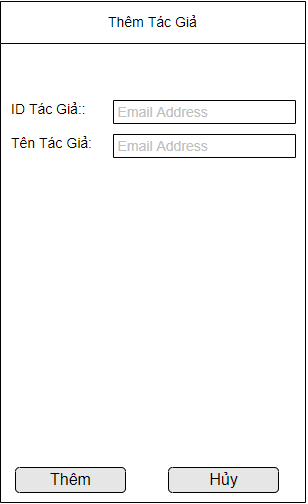 Thêm Tác Giả
ID Tác Giả:: Email Address
Tên Tác Giả: Email Address
Thêm Hủy